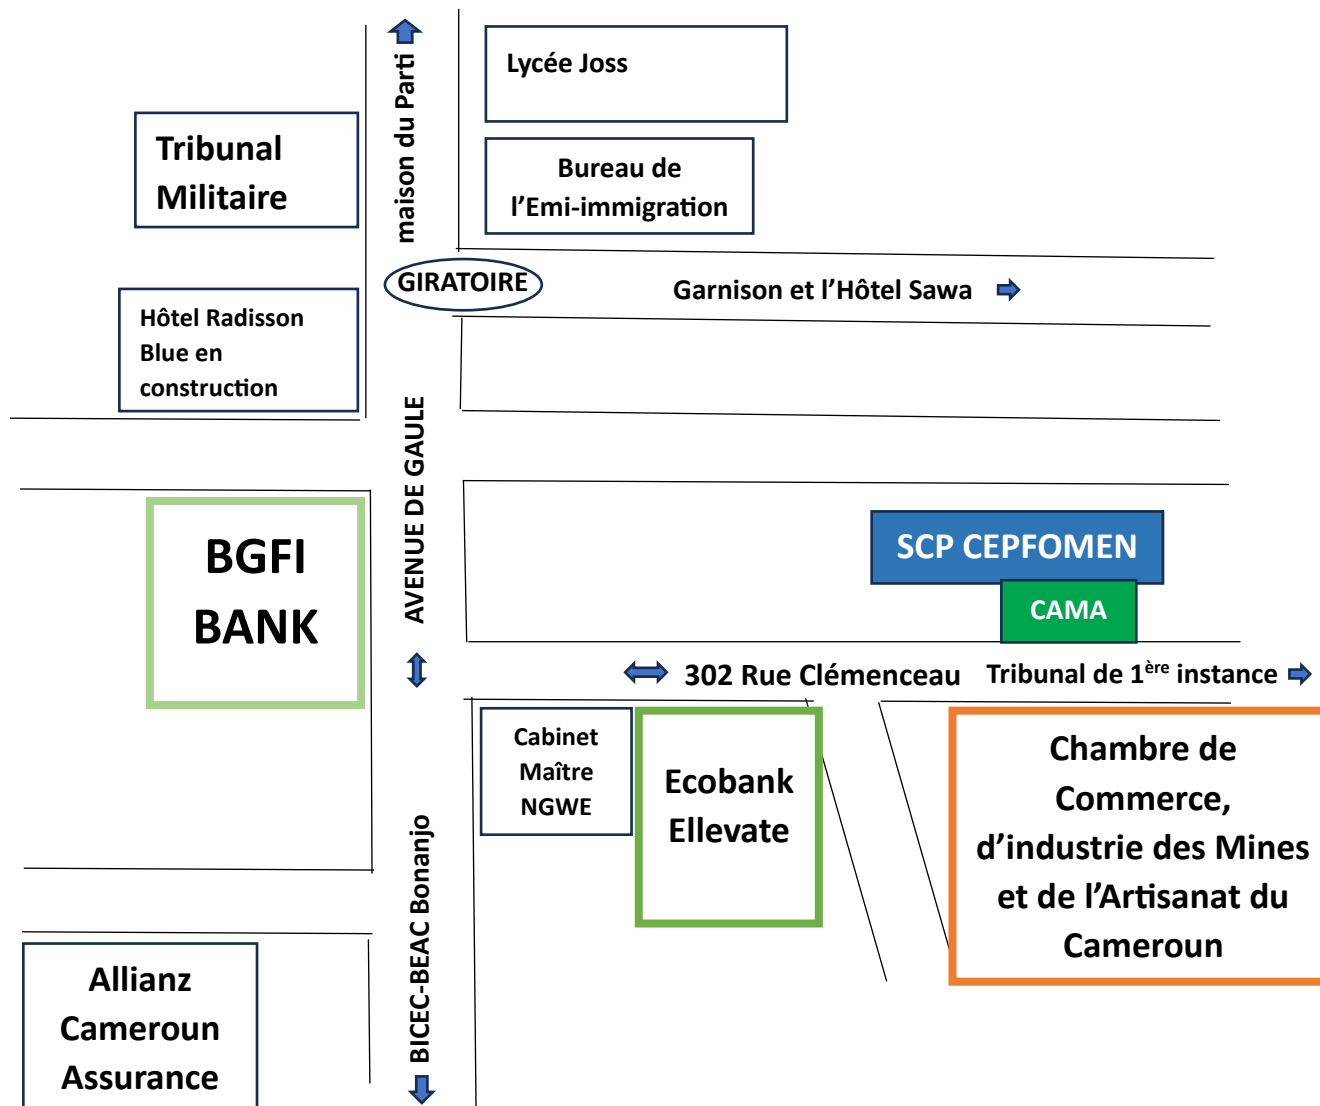 maison du Parti
Lycée Joss
Tribunal
Militaire
Bureau de
l'Emi-immigration
GIRATOIRE
Garnison et l'Hôtel Sawa
Hôtel Radisson
Blue en
construction
AVENUE DE GAULE
BGFI
BANK
SCP CEPFOMEN
CAMA
302 Rue Clémenceau
Tribunal de 1ère instance
Cabinet
Maître
NGWE
Ecobank
Ellevate
Chambre de
Commerce,
d'industrie des Mines
et de l'Artisanat du
Cameroun
BICEC-BEAC Bonanjo
Allianz
Cameroun
Assurance